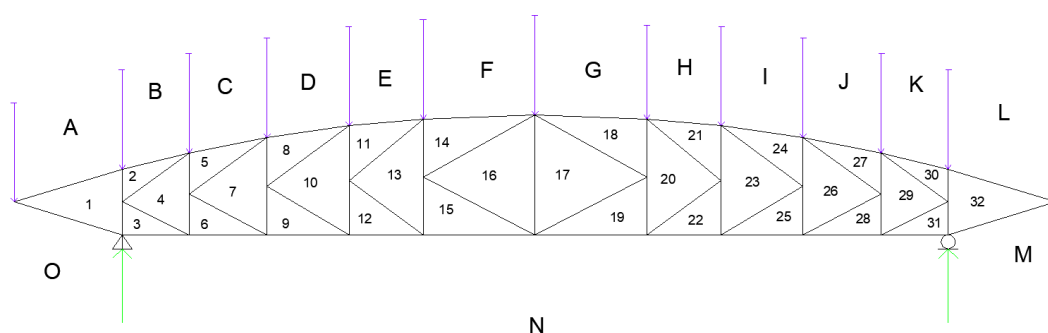 F G
E H
D I
C J
B K L
A
2 5 8 11 14 18 21 24 27 30
1 4 7 10 13 16 17 20 23 26 29 32
3 6 9 12 15 19 22 25 28 31
O M
N